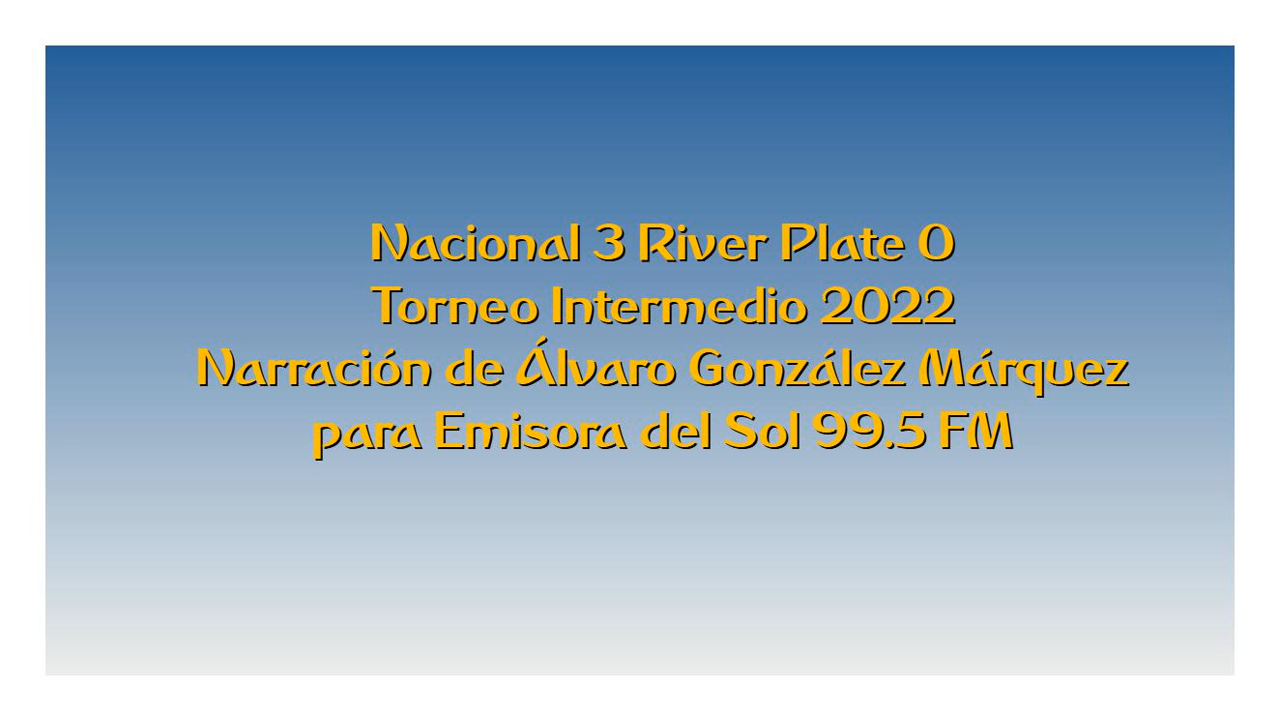 Nacional 3 River Plate 0
Torneo Intermedio 2022
Narración de Álvaro González Márquez
para Emisora del Sol 99.5 FM